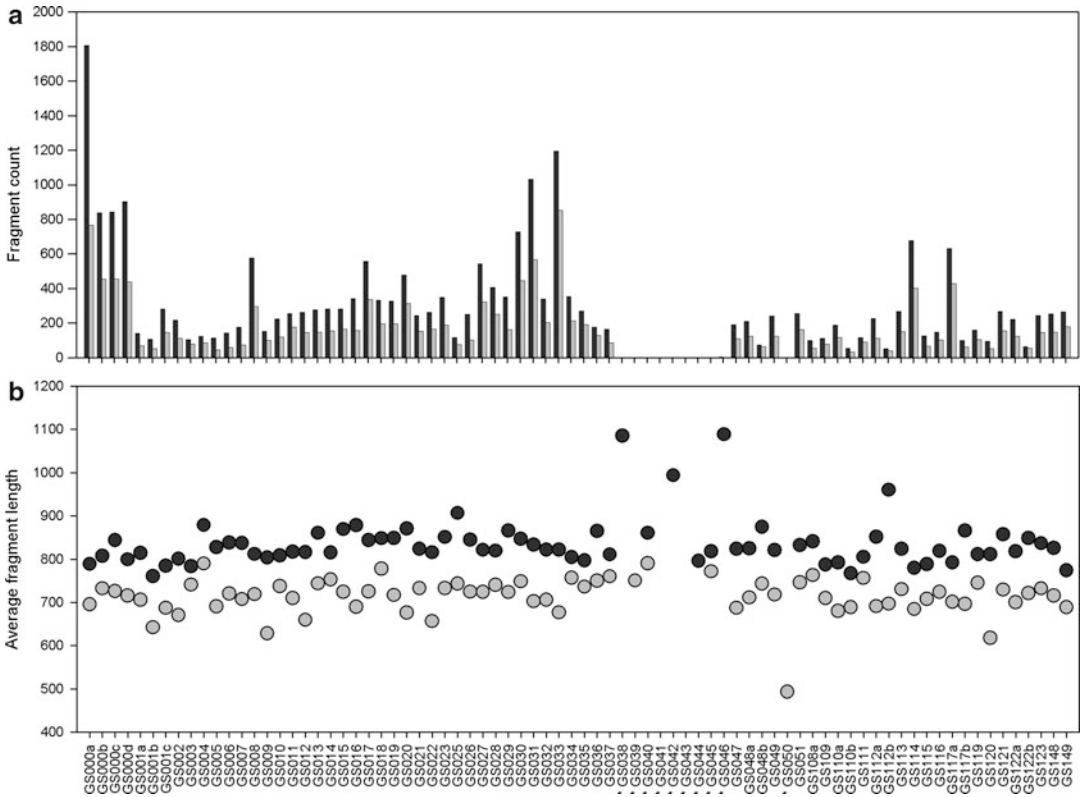 a
2000
1800
1600
1400
1200
1000
800
600
400
200
0
Fragment count
b
1200
1100
1000
900
800
700
600
500
400
Average fragment length
GS000a
GS000b
GS000c
GS000d
GS001a
GS001b
GS001c
GS002
GS003
GS004
GS005
GS006
GS007
GS008
GS009
GS010
GS011
GS012
GS013
GS014
GS015
GS016
GS017
GS018
GS019
GS020
GS021
GS022
GS023
GS025
GS026
GS027
GS028
GS029
GS030
GS031
GS032
GS033
GS034
GS035
GS036
GS037
GS038
GS039
GS040
GS041
GS042
GS043
GS044
GS045
GS046
GS047
GS048a
GS048b
GS049
GS050
GS051
GS108a
GS109
GS110a
GS110b
GS111
GS112a
GS112b
GS113
GS114
GS115
GS116
GS117a
GS117b
GS119
GS120
GS121
GS122a
GS122b
GS123
GS148
GS149